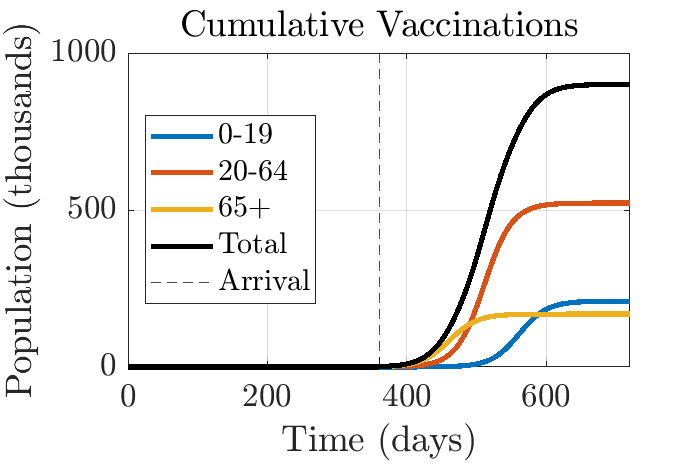 Cumulative Vaccinations
Population (thousands)
1000
500
0
0-19
20-64
65+
Total
Arrival
0 200 400 600
Time (days)